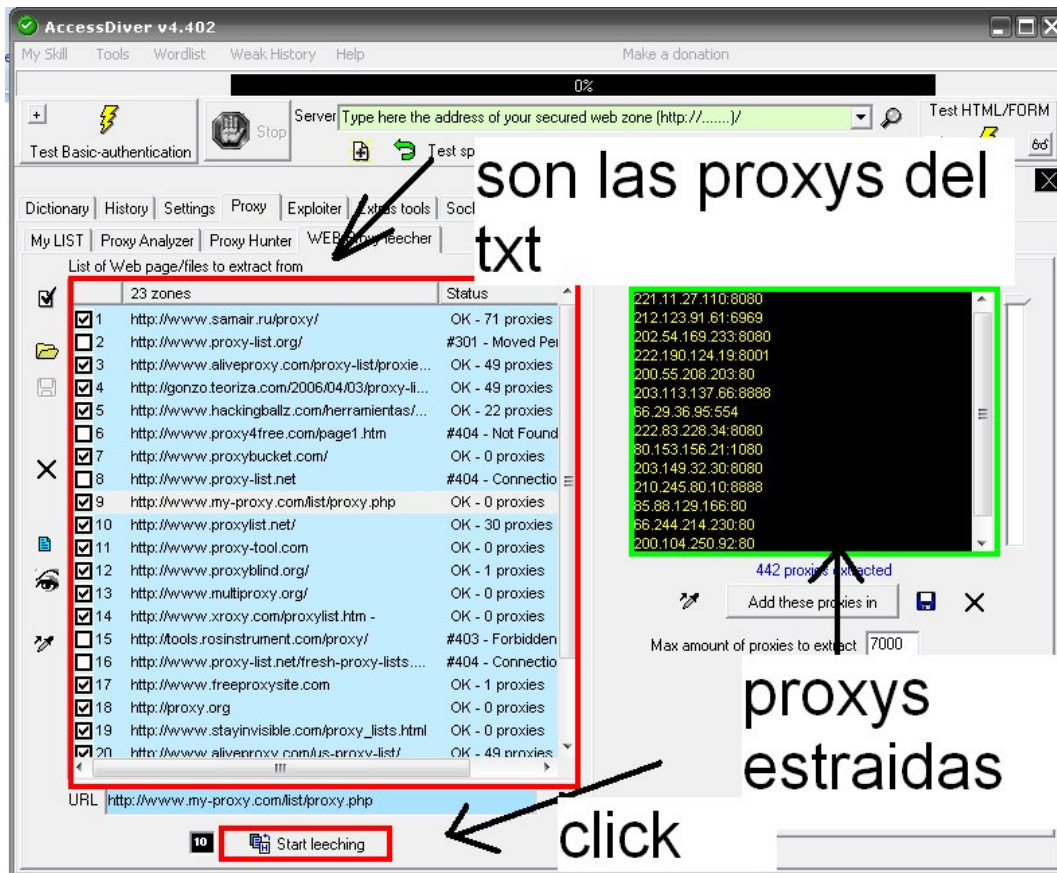 AccessDiver v4.402
My Skill Tools Wordlist Weak History Help Make a donation
0%
+
Test Basic-authentication
Stop
Server
Type here the address of your secured web zone (http://.......)/
Test HTML/FORM
Test sp
son las proxys del
txt
Dictionary History Settings Proxy Exploiter Extras tools
My LIST Proxy Analyzer Proxy Hunter WEB leecher
List of Web page/files to extract from
23 zones Status
1 http://www.samair.ru/proxy/ OK - 71 proxies
2 http://www.proxy-list.org/ #301 - Moved Per
3 http://www.aliveproxy.com/proxy-list/proxie... OK - 49 proxies
4 http://gonzo.teoriza.com/2006/04/03/proxy-li... OK - 49 proxies
5 http://www.hackingballz.com/herramientas/... OK - 22 proxies
6 http://www.proxy4free.com/page1.htm #404 - Not Found
7 http://www.proxybucket.com/ OK - 0 proxies
8 http://www.proxy-list.net #404 - Connectio
9 http://www.my-proxy.com/list/proxy.php OK - 0 proxies
10 http://www.proxylist.net/ OK - 30 proxies
11 http://www.proxy-tool.com OK - 0 proxies
12 http://www.proxyblind.org/ OK - 1 proxies
13 http://www.multiproxy.org/ OK - 0 proxies
14 http://www.xroxy.com/proxylist.htm - OK - 0 proxies
15 http://tools.rosinstrument.com/proxy/ #403 - Forbidden
16 http://www.proxy-list.net/fresh-proxy-lists.... #404 - Connectio
17 http://www.freeproxysite.com OK - 1 proxies
18 http://proxy.org OK - 0 proxies
19 http://www.stayinvisible.com/proxy_lists.html OK - 0 proxies
20 http://www.aliveproxy.com/us-proxy-list/ OK - 49 proxies
URL http://www.my-proxy.com/list/proxy.php
10 Start leeching
221.11.27.110:8080
212.123.91.61:6969
202.54.169.233:8080
222.190.124.19:8001
200.55.208.203:80
203.113.137.66:8888
66.29.36.95:554
222.83.228.34:8080
80.153.156.21:1080
203.149.32.30:8080
210.245.80.10:8888
85.88.129.166:80
66.244.214.230:80
200.104.250.92:80
442 proxies extracted
Add these proxies in
Max amount of proxies to extract 7000
proxys
estraidas
click